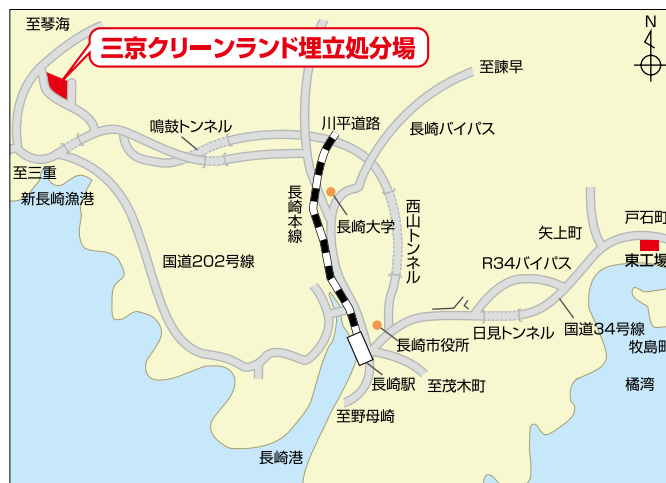 至琴海
三京クリーンランド埋立処分場
N
至諫早
鳴鼓トンネル
川平道路
長崎バイパス
至三重
新長崎漁港
長崎本線
長崎大学
西山トンネル
戸石町
矢上町
国道202号線
R34バイパス
東工場
長崎市役所
日見トンネル
国道34号線
牧島町
長崎駅
至茂木町
橘湾
至野母崎
長崎港